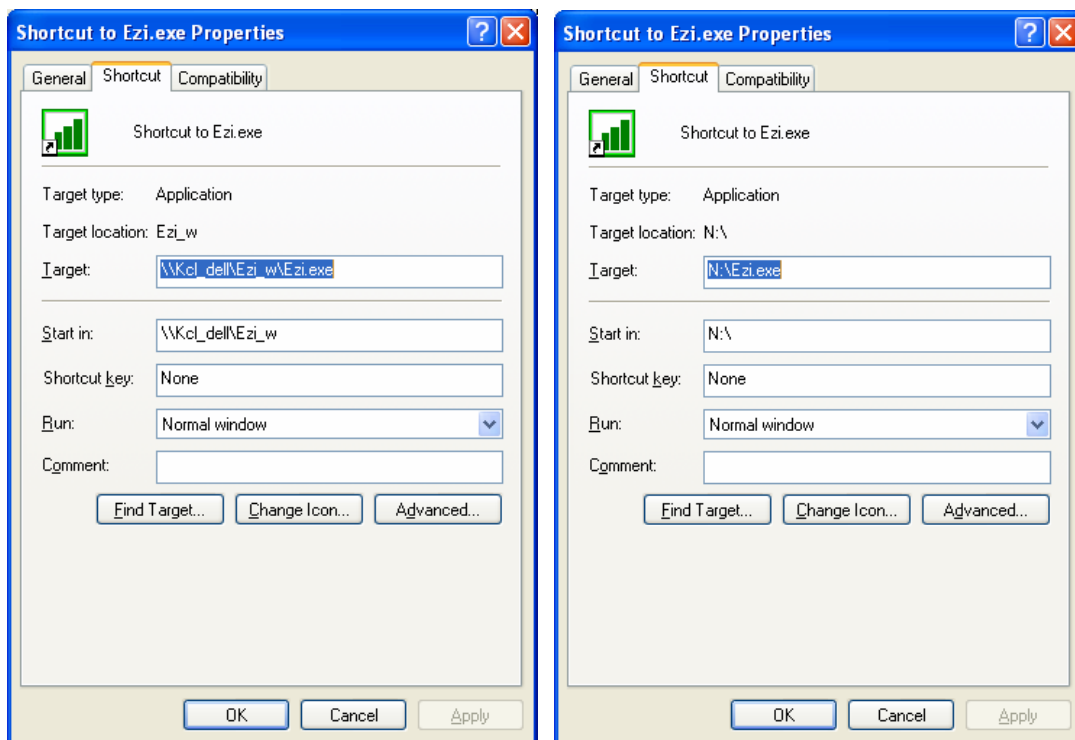 Shortcut to Ezi.exe Properties
General Shortcut Compatibility
Shortcut to Ezi.exe
Target type: Application
Target location: Ezi_w
Target: \\Kcl_dell\Ezi_w\Ezi.exe
Start in: \\Kcl_dell\Ezi_w
Shortcut key: None
Run: Normal window
Comment:
Find Target... Change Icon... Advanced...
OK Cancel Apply
Shortcut to Ezi.exe Properties
General Shortcut Compatibility
Shortcut to Ezi.exe
Target type: Application
Target location: N:\
Target: N:\Ezi.exe
Start in: N:\
Shortcut key: None
Run: Normal window
Comment:
Find Target... Change Icon... Advanced...
OK Cancel Apply